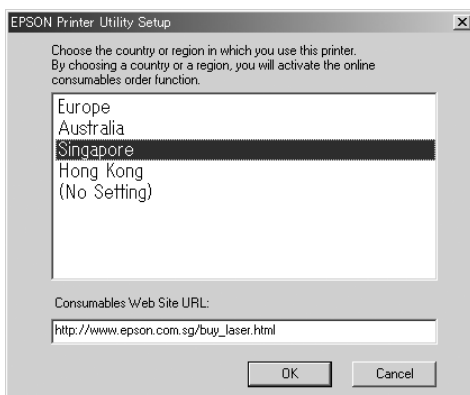 EPSON Printer Utility Setup
Choose the country or region in which you use this printer.
By choosing a country or a region, you will activate the online
consumables order function.
Europe
Australia
Singapore
Hong Kong
(No Setting)
Consumables Web Site URL:
http://www.epson.com.sg/buy_laser.html
OK
Cancel